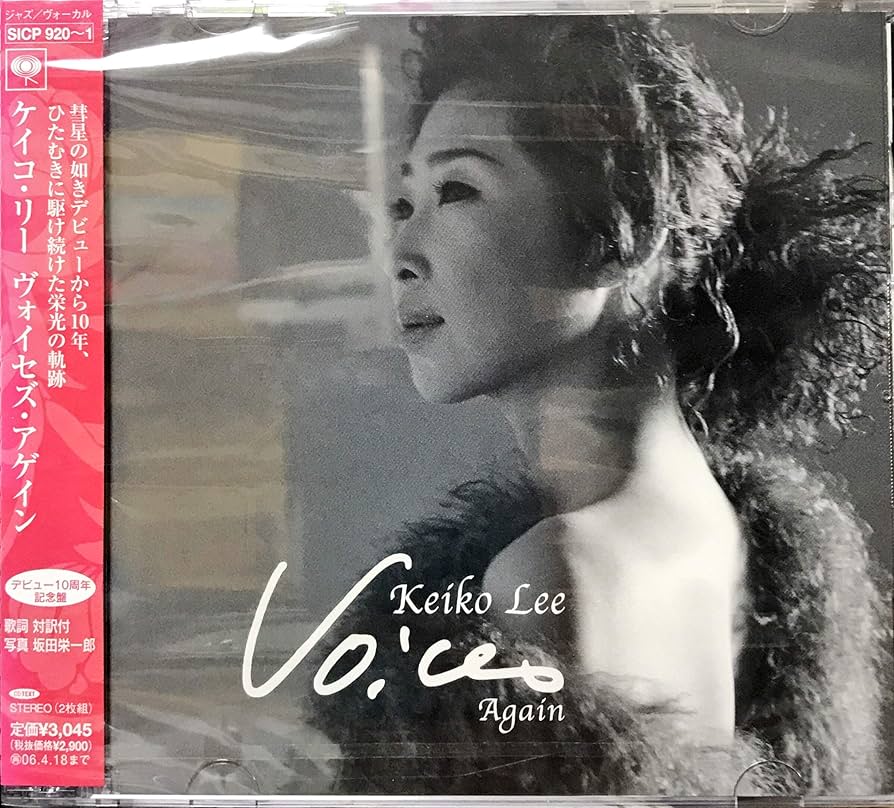 ジャズ／ヴォーカル
SICP 920〜1
彗星の如きデビューから10年、
ひたむきに駆け続けた栄光の軌跡
ケイコ・リー ヴォイセズ・アゲイン
デビュー10周年
記念盤
歌詞 対訳付
写真 坂田栄一郎
CD TEXT
STEREO (2枚組)
定価¥3,045
(税抜価格¥2,900)
06.4.18まで
Keiko Lee
Voices
Again